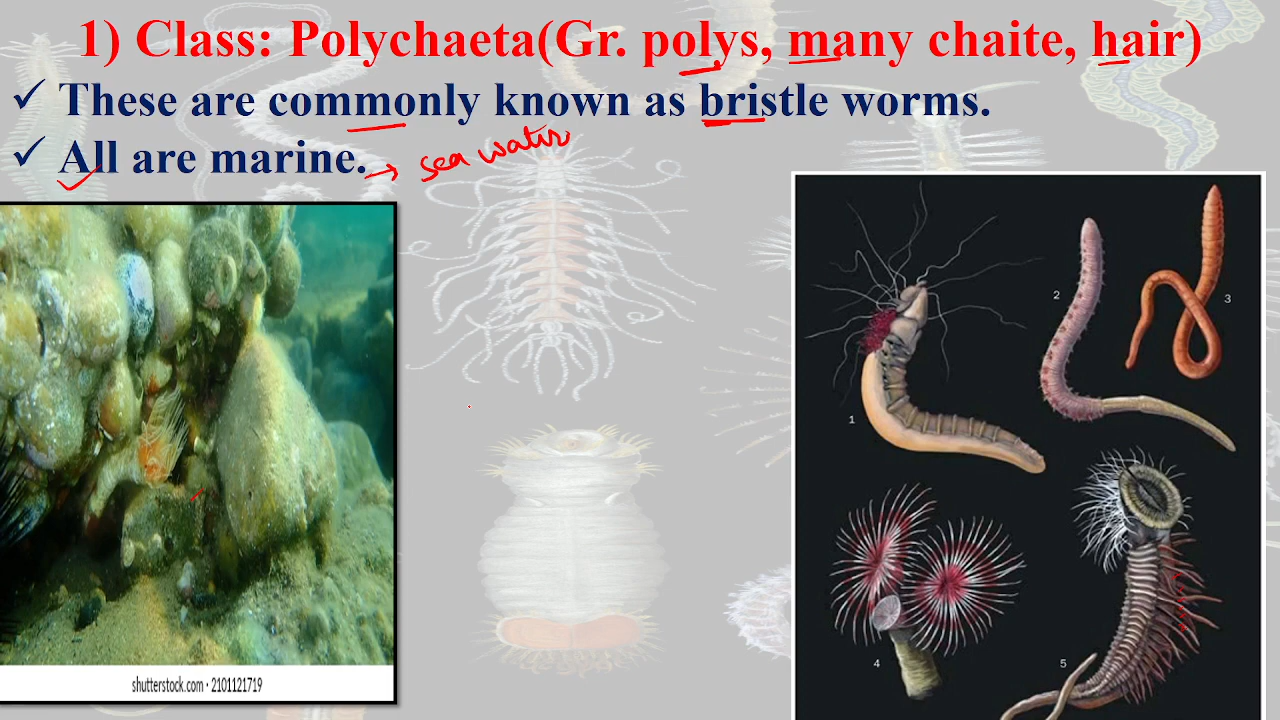 1) Class: Polychaeta(Gr. polys, many chaite, hair)
✓ These are commonly known as bristle worms.
✓ All are marine. → sea water
1
2
3
4
5
shutterstock.com • 2101121719